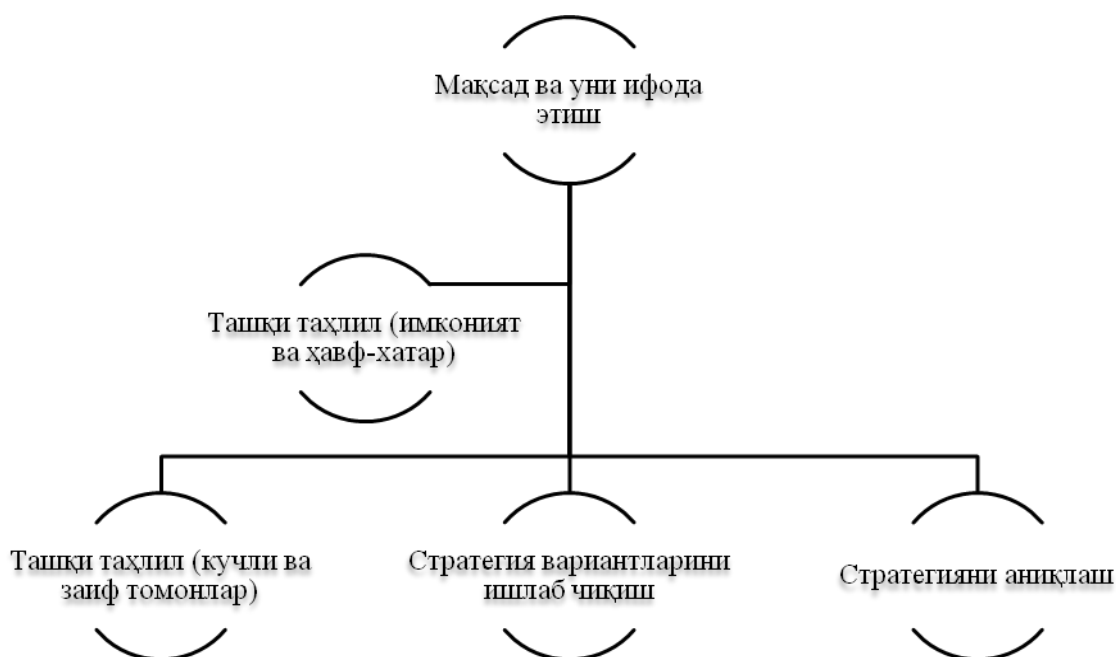 Мақсад ва уни ифода
этиш
Ташқи таҳлил (имконият
ва ҳавф-хатар)
Ташқи таҳлил (кучли ва
заиф томонлар)
Стратегия вариантларини
ишлаб чиқиш
Стратегияни аниқлаш